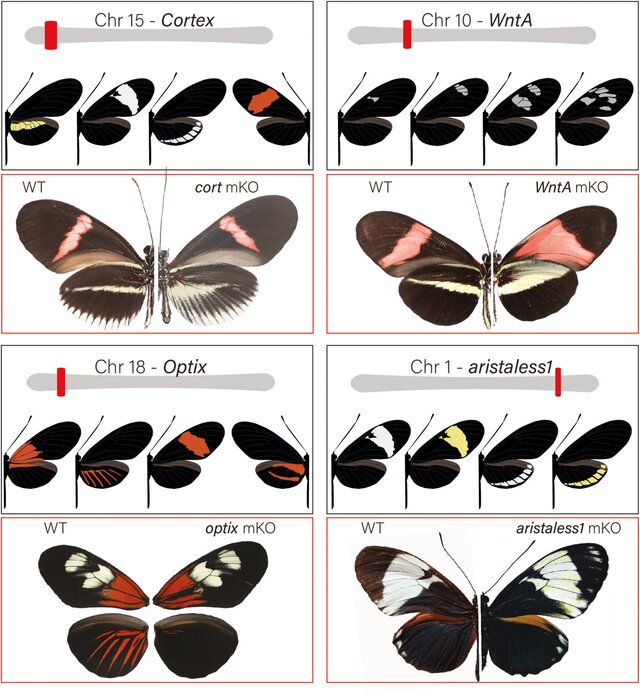 Chr 15 - Cortex
Chr 10 - WntA
WT
cort mKO
WT
WntA mKO
Chr 18 - Optix
Chr 1 - aristaless1
WT
optix mKO
WT
aristaless1 mKO